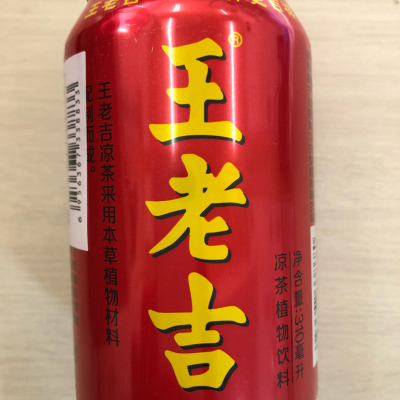 王老吉®
王老吉凉茶采用本草植物材料
配制而成。
净含量:310毫升
凉茶植物饮料